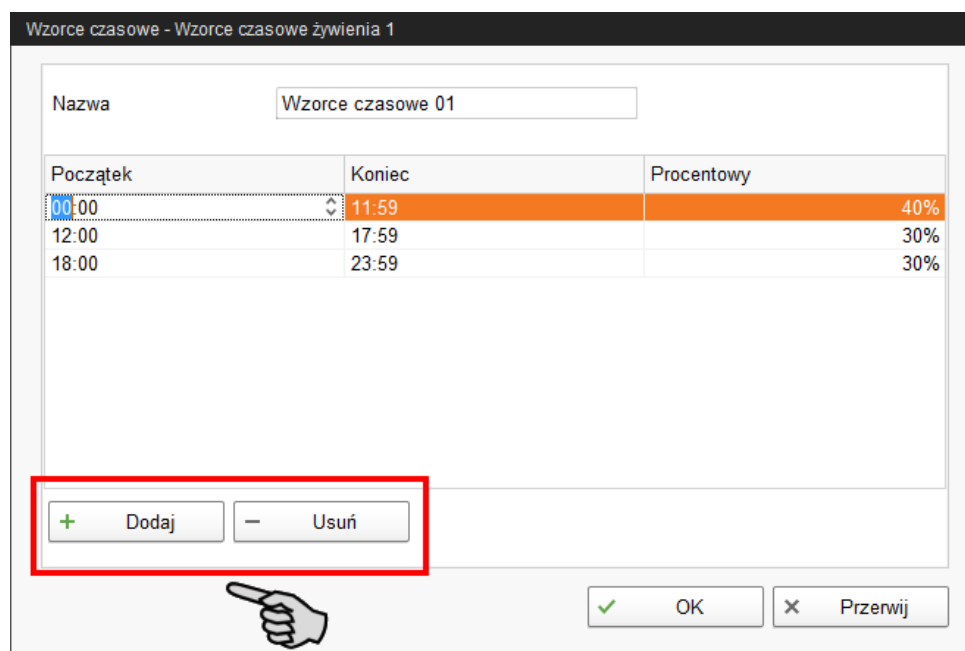 Wzorce czasowe - Wzorce czasowe żywienia 1
Nazwa Wzorce czasowe 01
Początek Koniec Procentowy
00:00 11:59 40%
12:00 17:59 30%
18:00 23:59 30%
Dodaj Usuń
OK Przerwij